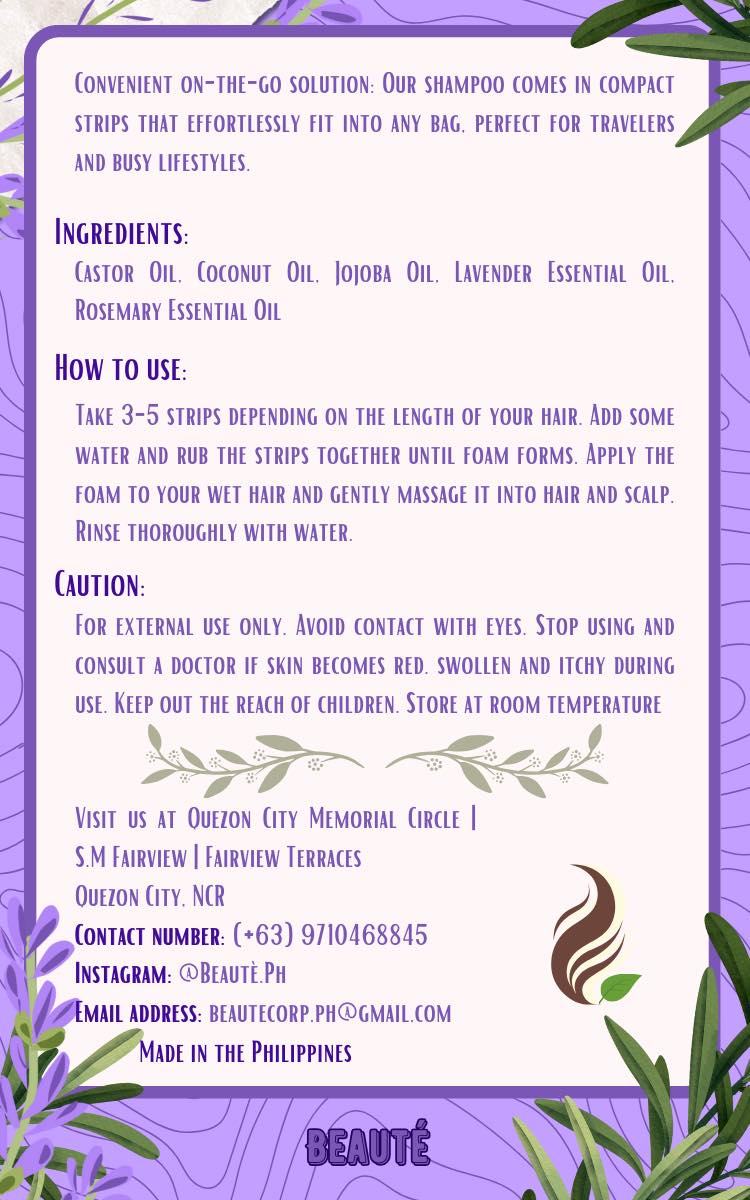 Convenient on-the-go solution: Our shampoo comes in compact
strips that effortlessly fit into any bag, perfect for travelers
and busy lifestyles.
Ingredients:
Castor Oil, Coconut Oil, Jojoba Oil, Lavender Essential Oil,
Rosemary Essential Oil
How to use:
Take 3-5 strips depending on the length of your hair. Add some
water and rub the strips together until foam forms. Apply the
foam to your wet hair and gently massage it into hair and scalp.
Rinse thoroughly with water.
Caution:
For external use only. Avoid contact with eyes. Stop using and
consult a doctor if skin becomes red, swollen and itchy during
use. Keep out the reach of children. Store at room temperature
Visit us at Quezon City Memorial Circle |
S.M Fairview | Fairview Terraces
Quezon City, NCR
Contact number: (+63) 9710468845
Instagram: @Beautè.Ph
Email address: beautecorp.ph@gmail.com
Made in the Philippines
BEAUTÉ